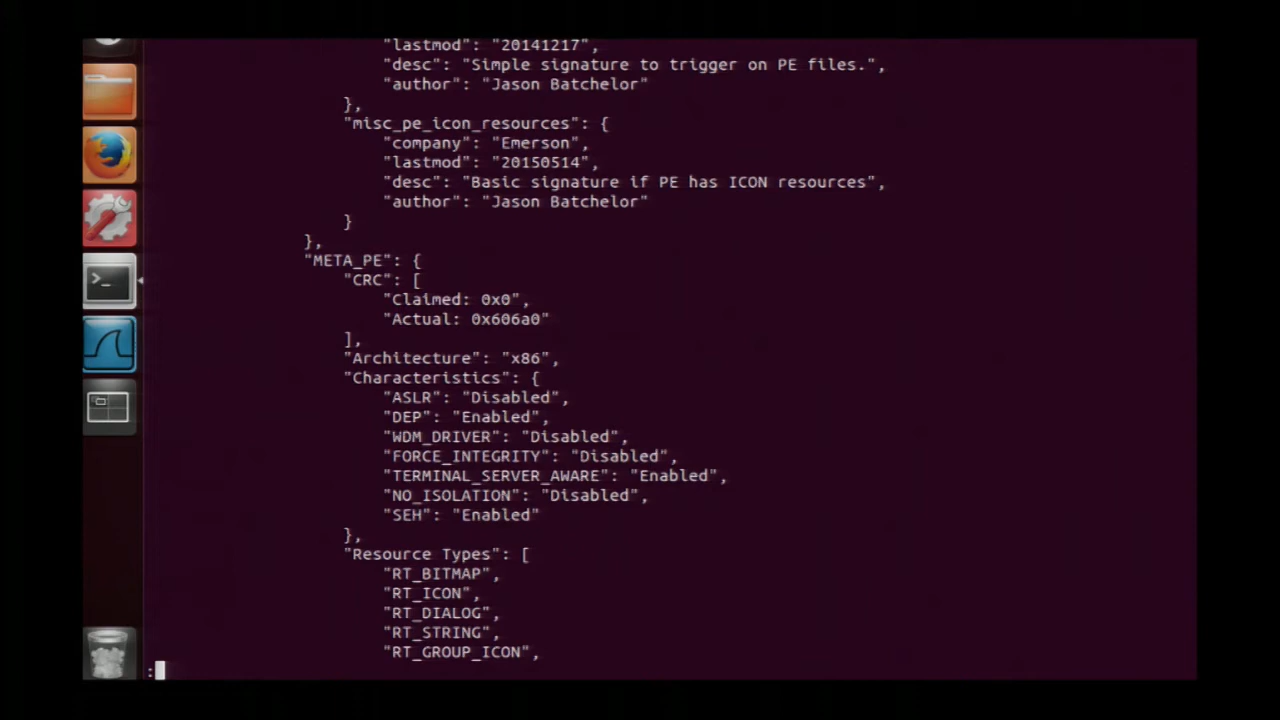 "lastmod": "20141217",
"desc": "Simple signature to trigger on PE files.",
"author": "Jason Batchelor"
},
"misc_pe_icon_resources": {
"company": "Emerson",
"lastmod": "20150514",
"desc": "Basic signature if PE has ICON resources",
"author": "Jason Batchelor"
}
},
"META_PE": {
"CRC": [
"Claimed: 0x0",
"Actual: 0x606a0"
],
"Architecture": "x86",
"Characteristics": {
"ASLR": "Disabled",
"DEP": "Enabled",
"WDM_DRIVER": "Disabled",
"FORCE_INTEGRITY": "Disabled",
"TERMINAL_SERVER_AWARE": "Enabled",
"NO_ISOLATION": "Disabled",
"SEH": "Enabled"
},
"Resource Types": [
"RT_BITMAP",
"RT_ICON",
"RT_DIALOG",
"RT_STRING",
"RT_GROUP_ICON",
: